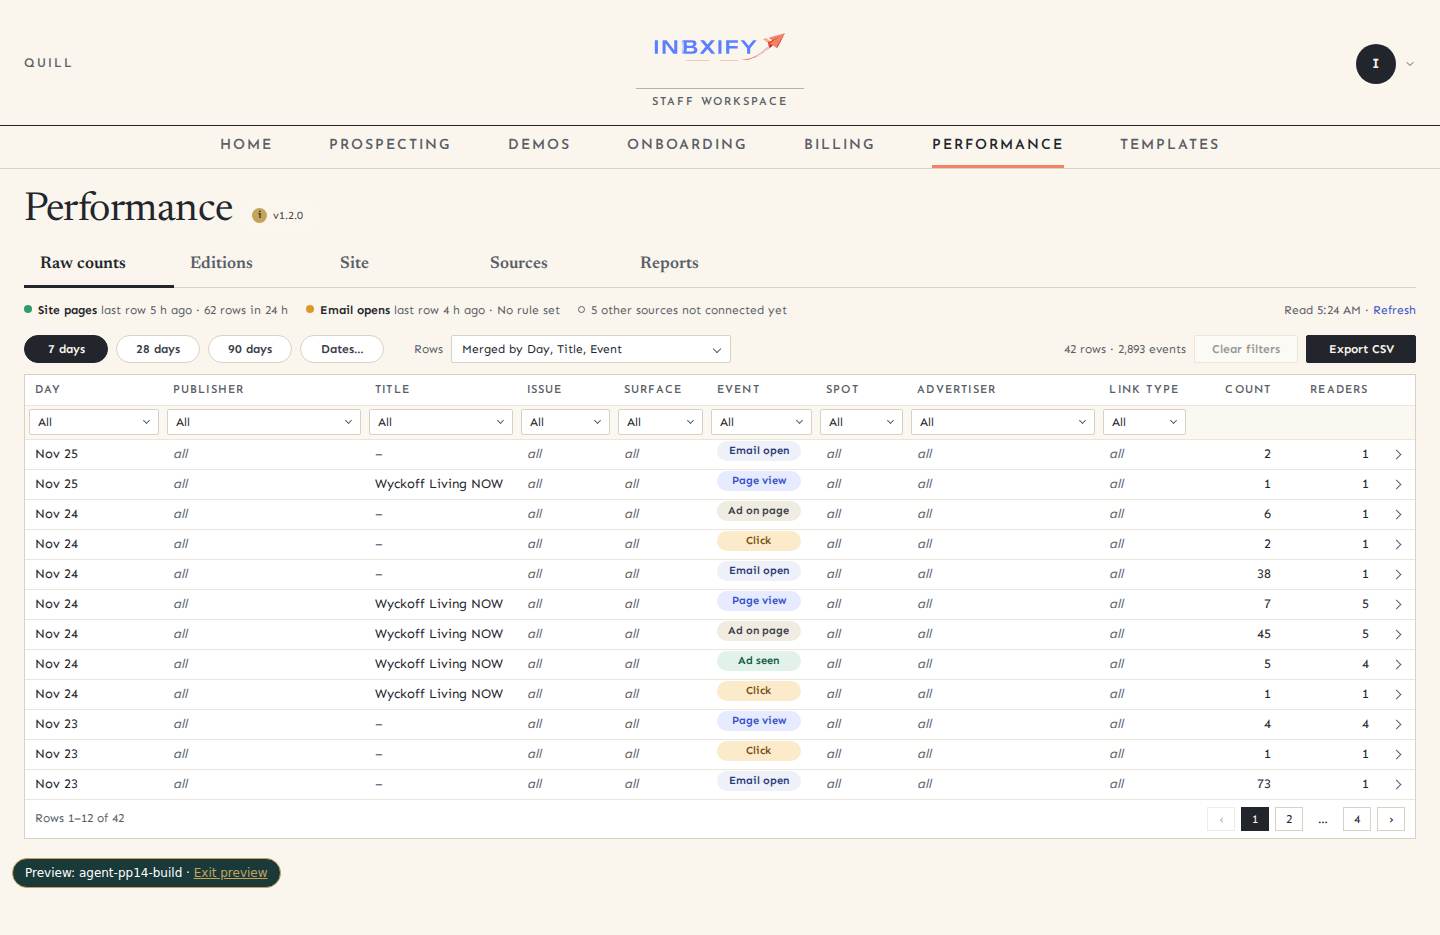 QUILL
INBXIFY
STAFF WORKSPACE
I
HOME PROSPECTING DEMOS ONBOARDING BILLING PERFORMANCE TEMPLATES
Performance i v1.2.0
Raw counts Editions Site Sources Reports
Site pages last row 5 h ago · 62 rows in 24 h Email opens last row 4 h ago · No rule set 5 other sources not connected yet Read 5:24 AM · Refresh
7 days 28 days 90 days Dates... Rows Merged by Day, Title, Event 42 rows · 2,893 events Clear filters Export CSV
DAY PUBLISHER TITLE ISSUE SURFACE EVENT SPOT ADVERTISER LINK TYPE COUNT READERS
All All All All All All All All All
Nov 25 all – all all Email open all all all 2 1
Nov 25 all Wyckoff Living NOW all all Page view all all all 1 1
Nov 24 all – all all Ad on page all all all 6 1
Nov 24 all – all all Click all all all 2 1
Nov 24 all – all all Email open all all all 38 1
Nov 24 all Wyckoff Living NOW all all Page view all all all 7 5
Nov 24 all Wyckoff Living NOW all all Ad on page all all all 45 5
Nov 24 all Wyckoff Living NOW all all Ad seen all all all 5 4
Nov 24 all Wyckoff Living NOW all all Click all all all 1 1
Nov 23 all – all all Page view all all all 4 4
Nov 23 all – all all Click all all all 1 1
Nov 23 all – all all Email open all all all 73 1
Rows 1–12 of 42 ‹ 1 2 ... 4 ›
Preview: agent-pp14-build · Exit preview